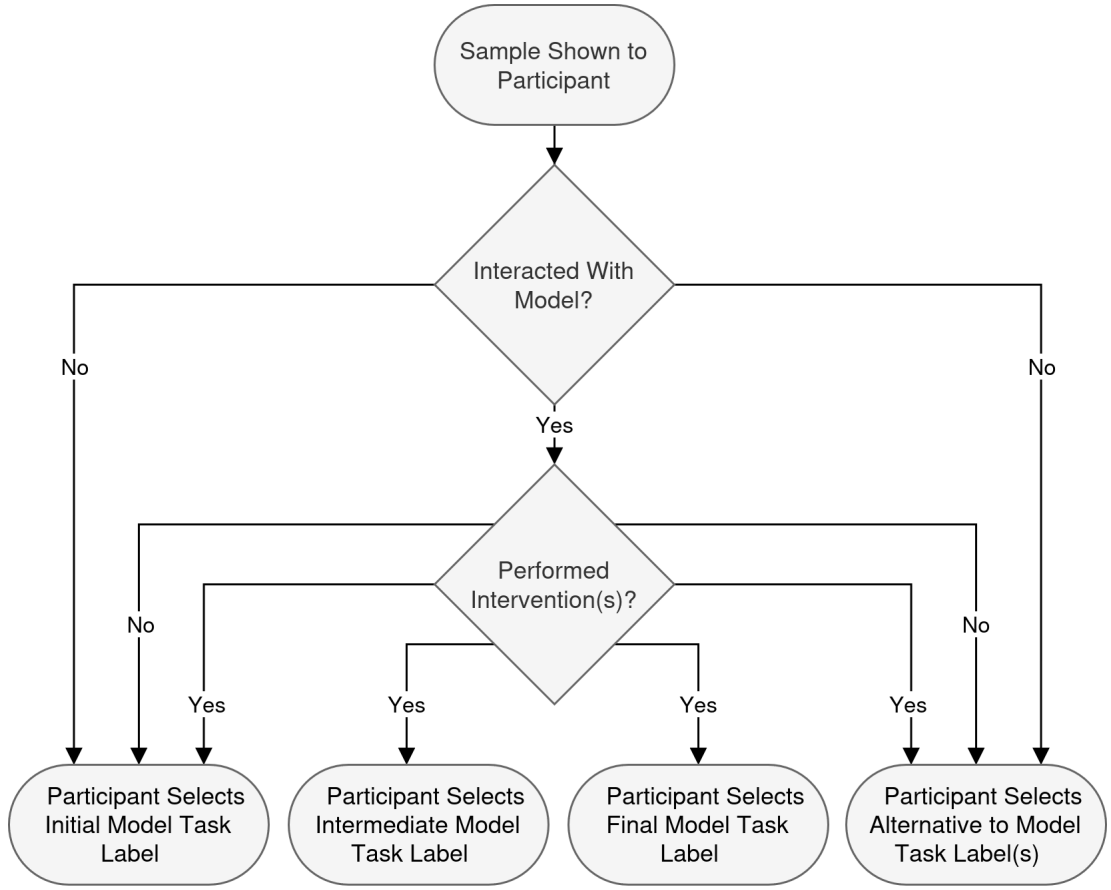 Sample Shown to
Participant
Interacted With
Model?
No
No
Yes
Performed
Intervention(s)?
No
No
Yes
Yes
Yes
Yes
Participant Selects
Initial Model Task
Label
Participant Selects
Intermediate Model
Task Label
Participant Selects
Final Model Task
Label
Participant Selects
Alternative to Model
Task Label(s)